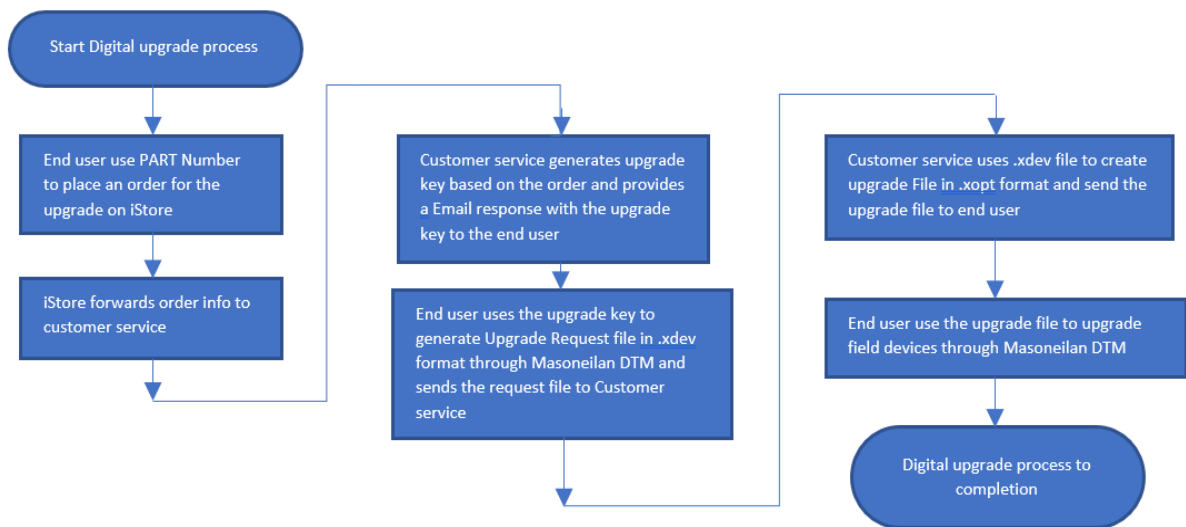 Start Digital upgrade process
End user use PART Number
to place an order for the
upgrade on iStore
iStore forwards order info to
customer service
Customer service generates upgrade
key based on the order and provides
a Email response with the upgrade
key to the end user
End user uses the upgrade key to
generate Upgrade Request file in .xdev
format through Masoneilan DTM and
sends the request file to Customer
service
Customer service uses .xdev file to create
upgrade File in .xopt format and send the
upgrade file to end user
End user use the upgrade file to upgrade
field devices through Masoneilan DTM
Digital upgrade process to
completion